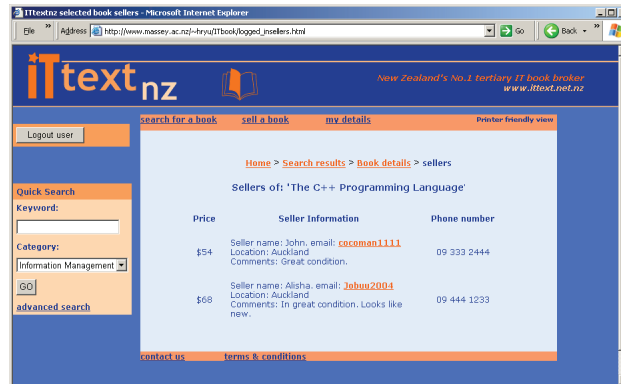 ITtextnz selected book sellers - Microsoft Internet Explorer
File » Address http://www.massey.ac.nz/~hryu/ITbook/logged_insellers.html Go » Back »
iTtext nz
New Zealand's No.1 tertiary IT book broker
www.ittext.net.nz
search for a book sell a book my details Printer friendly view
Logout user
Home > Search results > Book details > sellers
Sellers of: 'The C++ Programming Language'
Quick Search
Keyword:
Category:
Information Management
GO
advanced search
Price Seller Information Phone number
$54
Seller name: John. email: cocoman1111
Location: Auckland
Comments: Great condition.
09 333 2444
$68
Seller name: Alisha. email: Jobuu2004
Location: Auckland
Comments: In great condition. Looks like
new.
09 444 1233
contact us terms & conditions